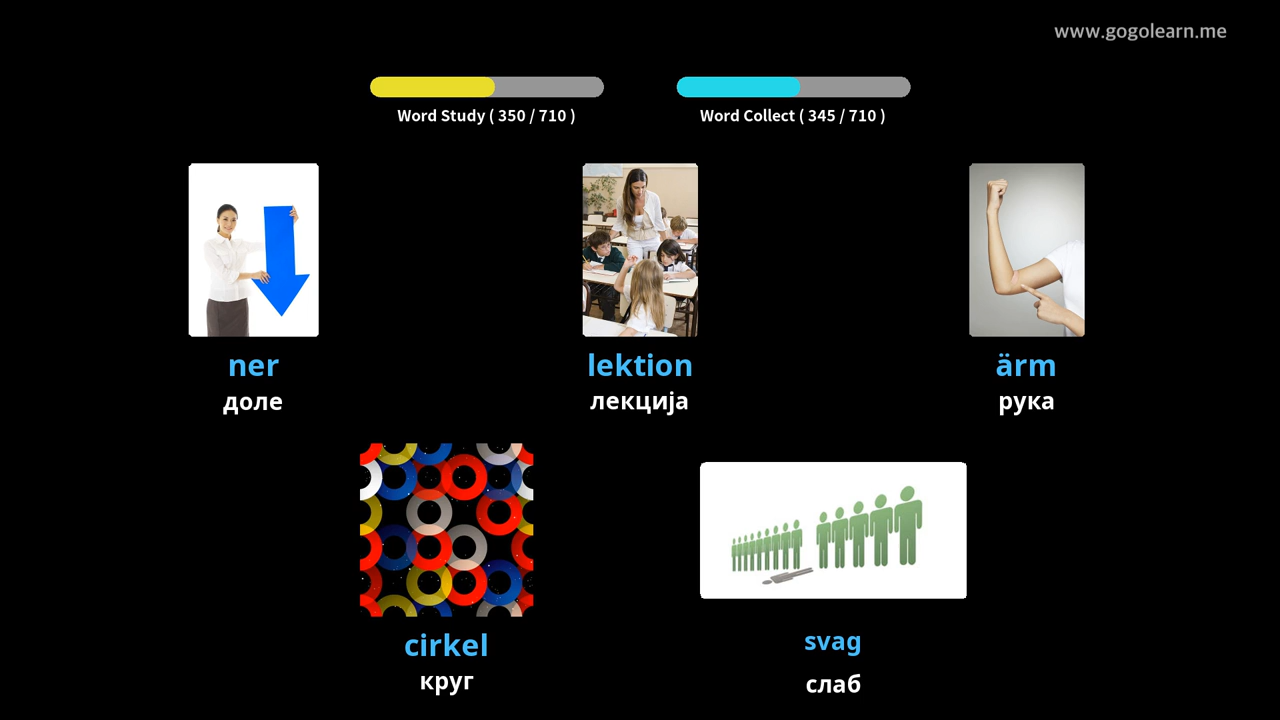 www.gogolearn.me
Word Study ( 350 / 710 )
Word Collect ( 345 / 710 )
ner
доле
lektion
лекција
ärm
рука
cirkel
круг
svag
слаб